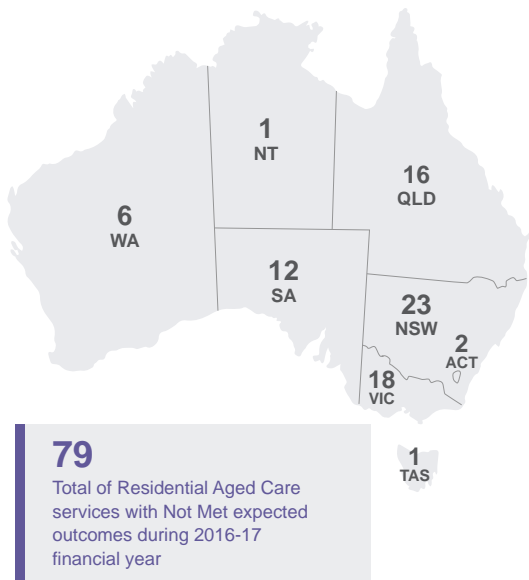 1
NT
16
QLD
6
WA
12
SA
23
NSW
2
ACT
18
VIC
1
TAS
79
Total of Residential Aged Care
services with Not Met expected
outcomes during 2016-17
financial year